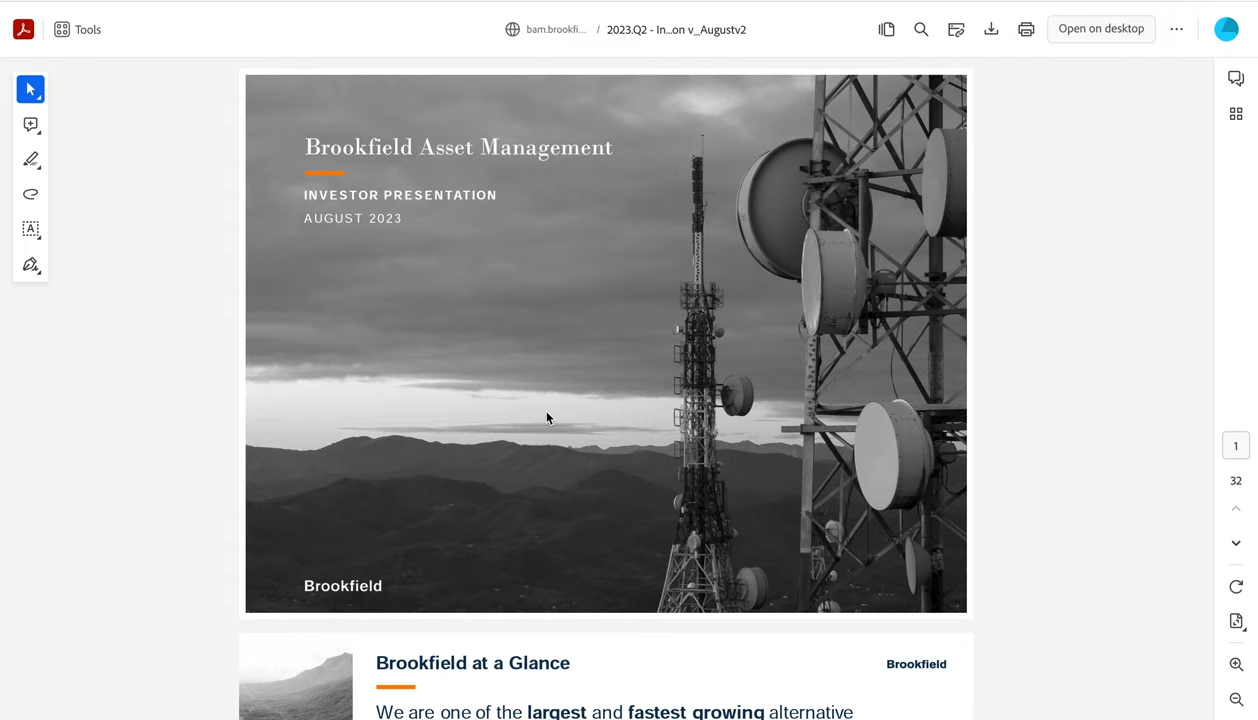 Tools
bam.brookfi... / 2023.Q2 - In...on v_Augustv2
Open on desktop
Brookfield Asset Management
INVESTOR PRESENTATION
AUGUST 2023
Brookfield
1
32
Brookfield at a Glance
Brookfield
We are one of the largest and fastest growing alternative